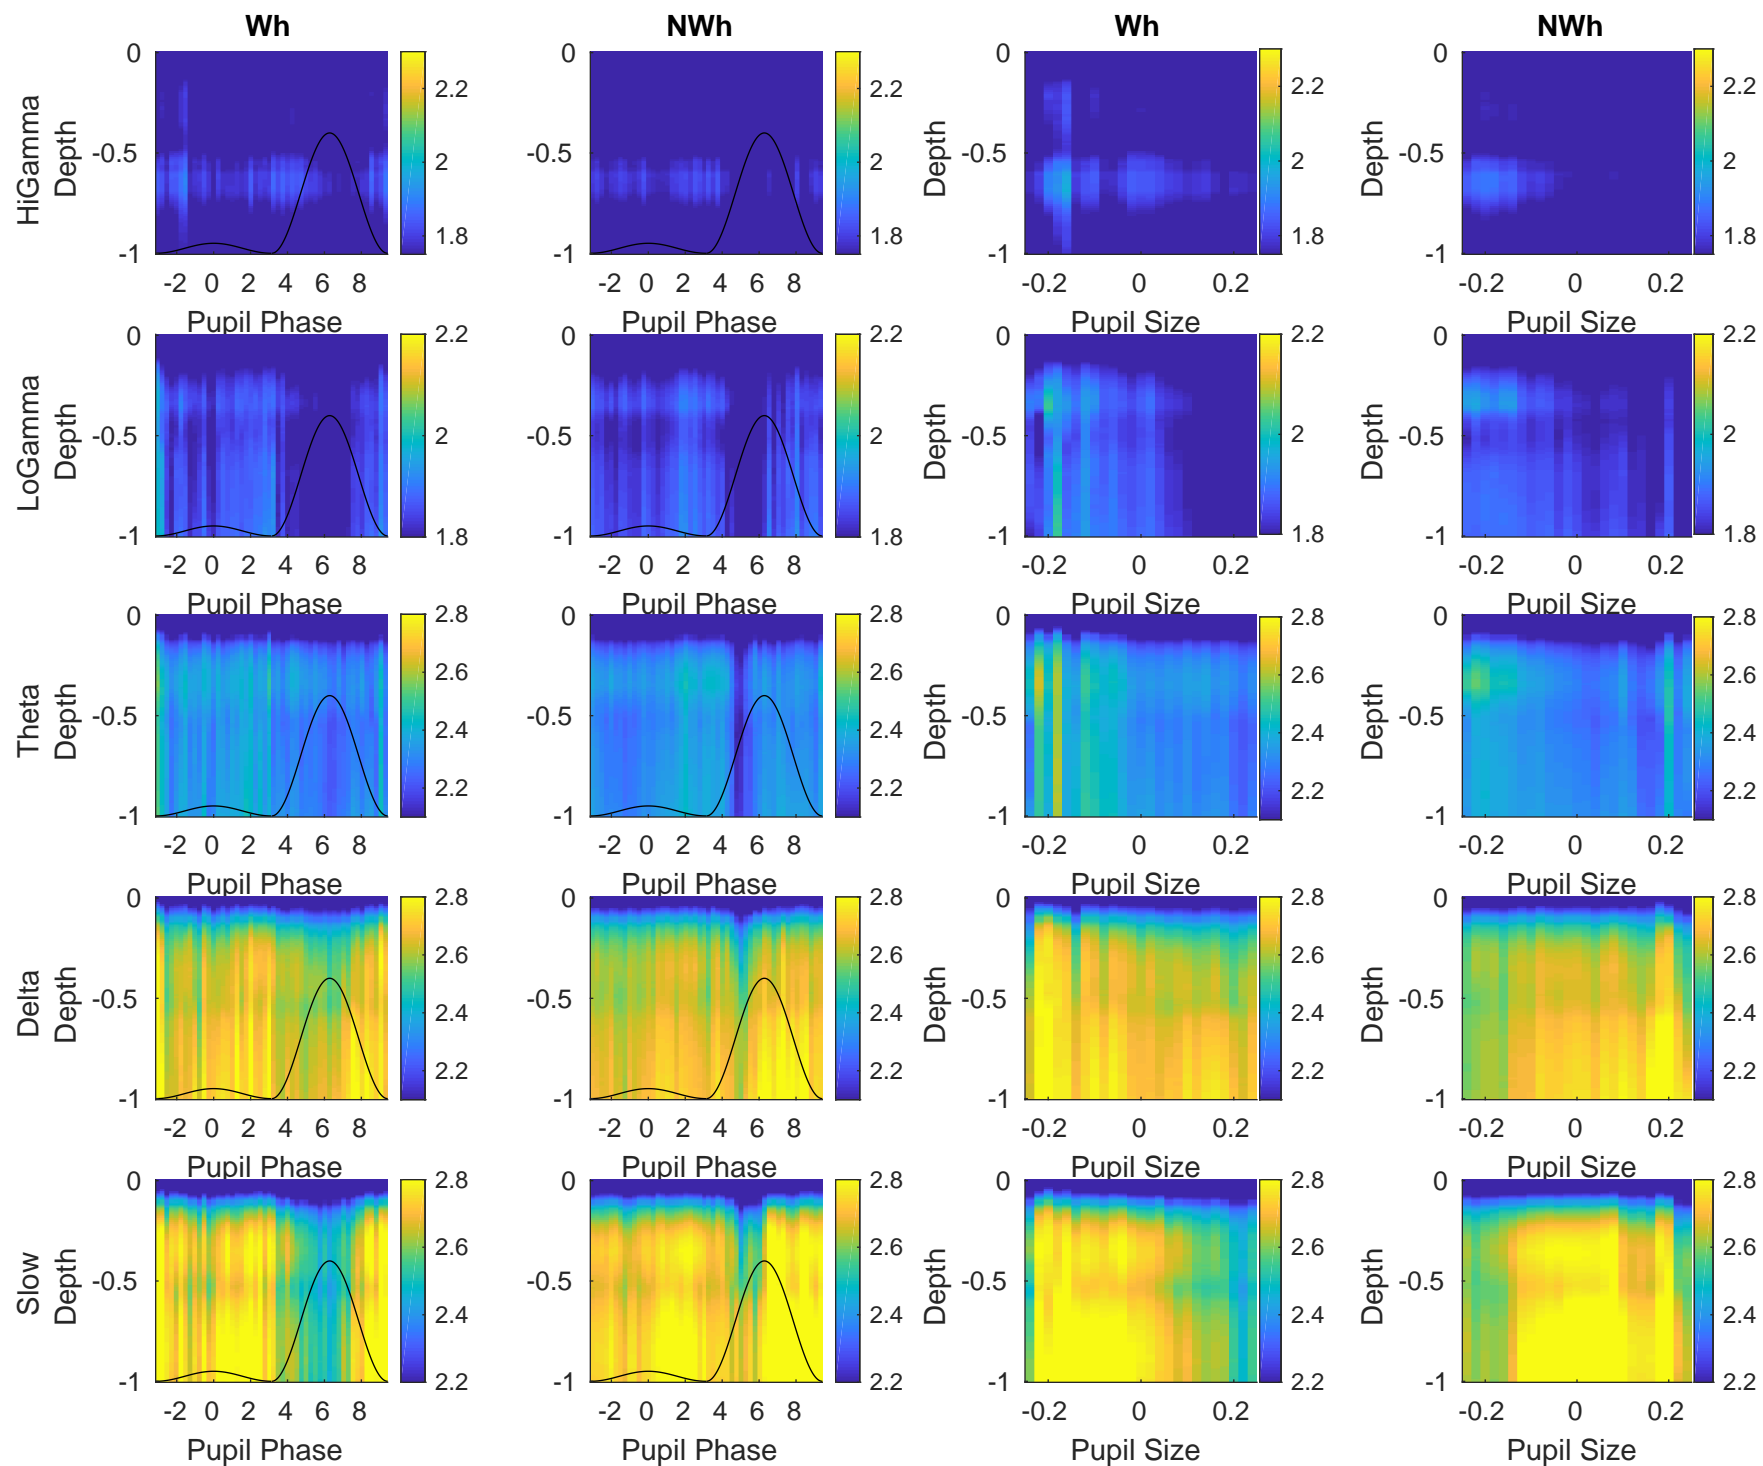 Wh NWh Wh NWh
HiGamma
Depth Depth Depth
0 -0.5 -1 2.2 2 1.8 0 -0.5 -1 2.2 2 1.8 0 -0.5 -1 2.2 2 1.8 0 -0.5 -1 2.2 2 1.8
-2 0 2 4 6 8 -2 0 2 4 6 8 -0.2 0 0.2 -0.2 0 0.2
Pupil Phase Pupil Phase Pupil Size Pupil Size
LoGamma
Depth Depth Depth
0 -0.5 -1 2.2 2 1.8 0 -0.5 -1 2.2 2 1.8 0 -0.5 -1 2.2 2 1.8 0 -0.5 -1 2.2 2 1.8
-2 0 2 4 6 8 -2 0 2 4 6 8 -0.2 0 0.2 -0.2 0 0.2
Pupil Phase Pupil Phase Pupil Size Pupil Size
Theta
Depth Depth Depth
0 -0.5 -1 2.8 2.6 2.4 2.2 0 -0.5 -1 2.8 2.6 2.4 2.2 0 -0.5 -1 2.8 2.6 2.4 2.2 0 -0.5 -1 2.8 2.6 2.4 2.2
-2 0 2 4 6 8 -2 0 2 4 6 8 -0.2 0 0.2 -0.2 0 0.2
Pupil Phase Pupil Phase Pupil Size Pupil Size
Delta
Depth Depth Depth
0 -0.5 -1 2.8 2.6 2.4 2.2 0 -0.5 -1 2.8 2.6 2.4 2.2 0 -0.5 -1 2.8 2.6 2.4 2.2 0 -0.5 -1 2.8 2.6 2.4 2.2
-2 0 2 4 6 8 -2 0 2 4 6 8 -0.2 0 0.2 -0.2 0 0.2
Pupil Phase Pupil Phase Pupil Size Pupil Size
Slow
Depth Depth Depth
0 -0.5 -1 2.8 2.6 2.4 2.2 0 -0.5 -1 2.8 2.6 2.4 2.2 0 -0.5 -1 2.8 2.6 2.4 2.2 0 -0.5 -1 2.8 2.6 2.4 2.2
-2 0 2 4 6 8 -2 0 2 4 6 8 -0.2 0 0.2 -0.2 0 0.2
Pupil Phase Pupil Phase Pupil Size Pupil Size